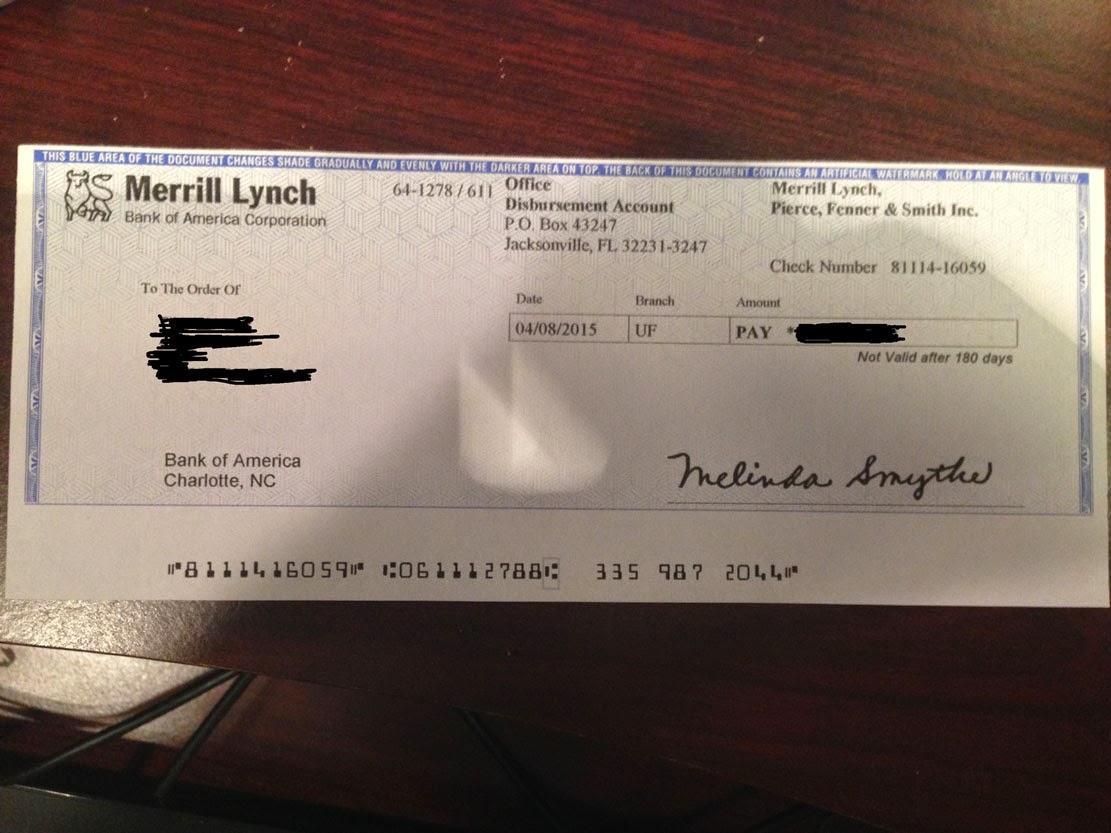 THIS BLUE AREA OF THE DOCUMENT CHANGES SHADE GRADUALLY AND EVENLY WITH THE DARKER AREA ON TOP. THE BACK OF THIS DOCUMENT CONTAINS AN ARTIFICIAL WATERMARK. HOLD AT AN ANGLE TO VIEW.
Merrill Lynch
Bank of America Corporation
64-1278 / 611
Office
Disbursement Account
P.O. Box 43247
Jacksonville, FL 32231-3247
Merrill Lynch,
Pierce, Fenner & Smith Inc.
Check Number 81114-16059
To The Order Of
Date Branch Amount
04/08/2015 UF PAY *
Not Valid after 180 days
Bank of America
Charlotte, NC
Melinda Smythe
⑈8111416059⑈ ⑆061112788⑆ 335 987 2044⑈